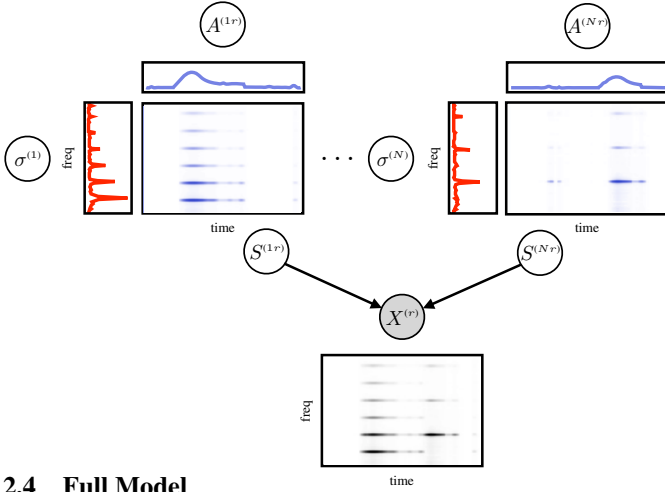 A^{(1r)} A^{(Nr)}
σ^{(1)} freq · · · σ^{(N)} freq
time time
S^{(1r)} S^{(Nr)}
X^{(r)}
freq
time
2.4 Full Model